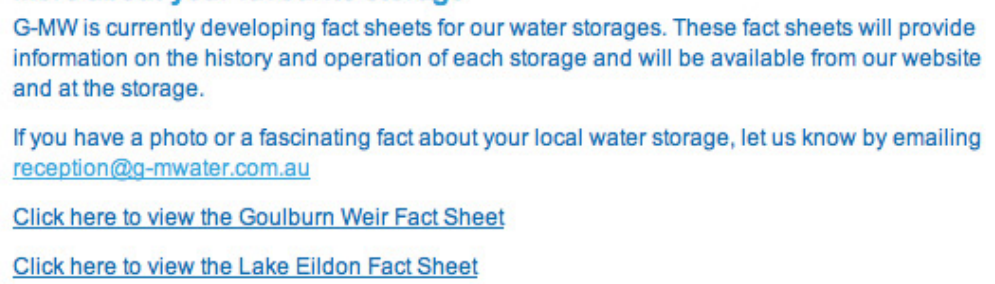 G-MW is currently developing fact sheets for our water storages. These fact sheets will provide
information on the history and operation of each storage and will be available from our website
and at the storage.
If you have a photo or a fascinating fact about your local water storage, let us know by emailing
reception@g-mwater.com.au
Click here to view the Goulburn Weir Fact Sheet
Click here to view the Lake Eildon Fact Sheet